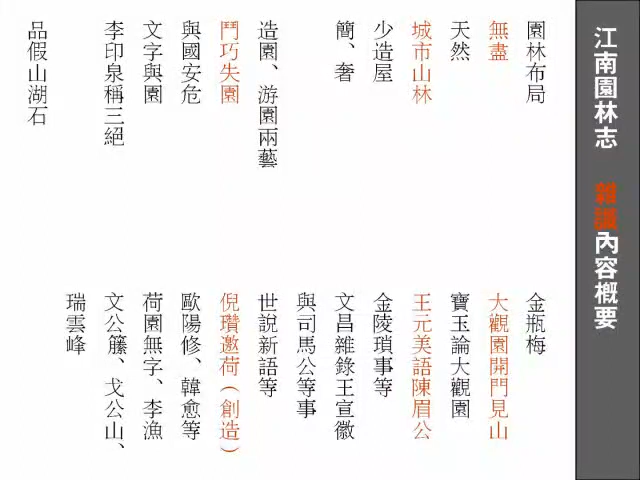 江南園林志 雜識內容概要
園林布局 金瓶梅
無盡 大觀園開門見山
天然 寶玉論大觀園
城市山林 王元美語陳眉公
少造屋 金陵瑣事等
簡、奢 文昌雜錄王宣徽
與司馬公等事
造園、游園兩藝 世說新語等
鬥巧失園 倪瓚邀荷（創造）
與國安危 歐陽修、韓愈等
文字與園 荷園無字、李漁
李印泉稱三絕 文公籐、戈公山、
瑞雲峰
品假山湖石